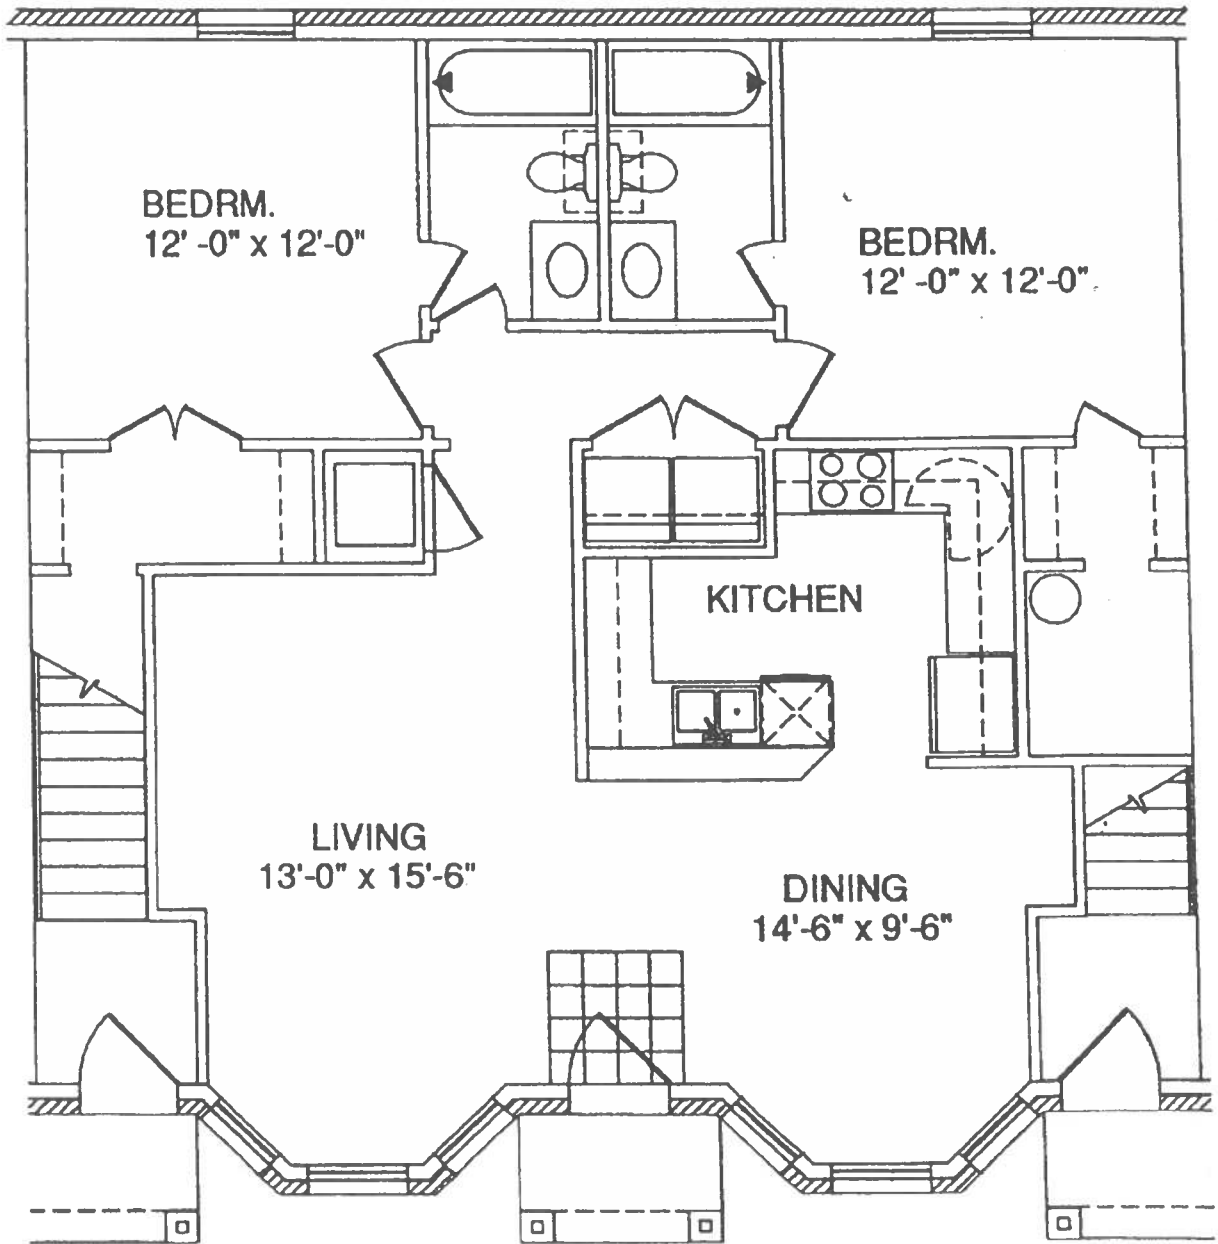 BEDRM.
12' -0" x 12'-0"
BEDRM.
12' -0" x 12'-0"
KITCHEN
LIVING
13'-0" x 15'-6"
DINING
14'-6" x 9'-6"